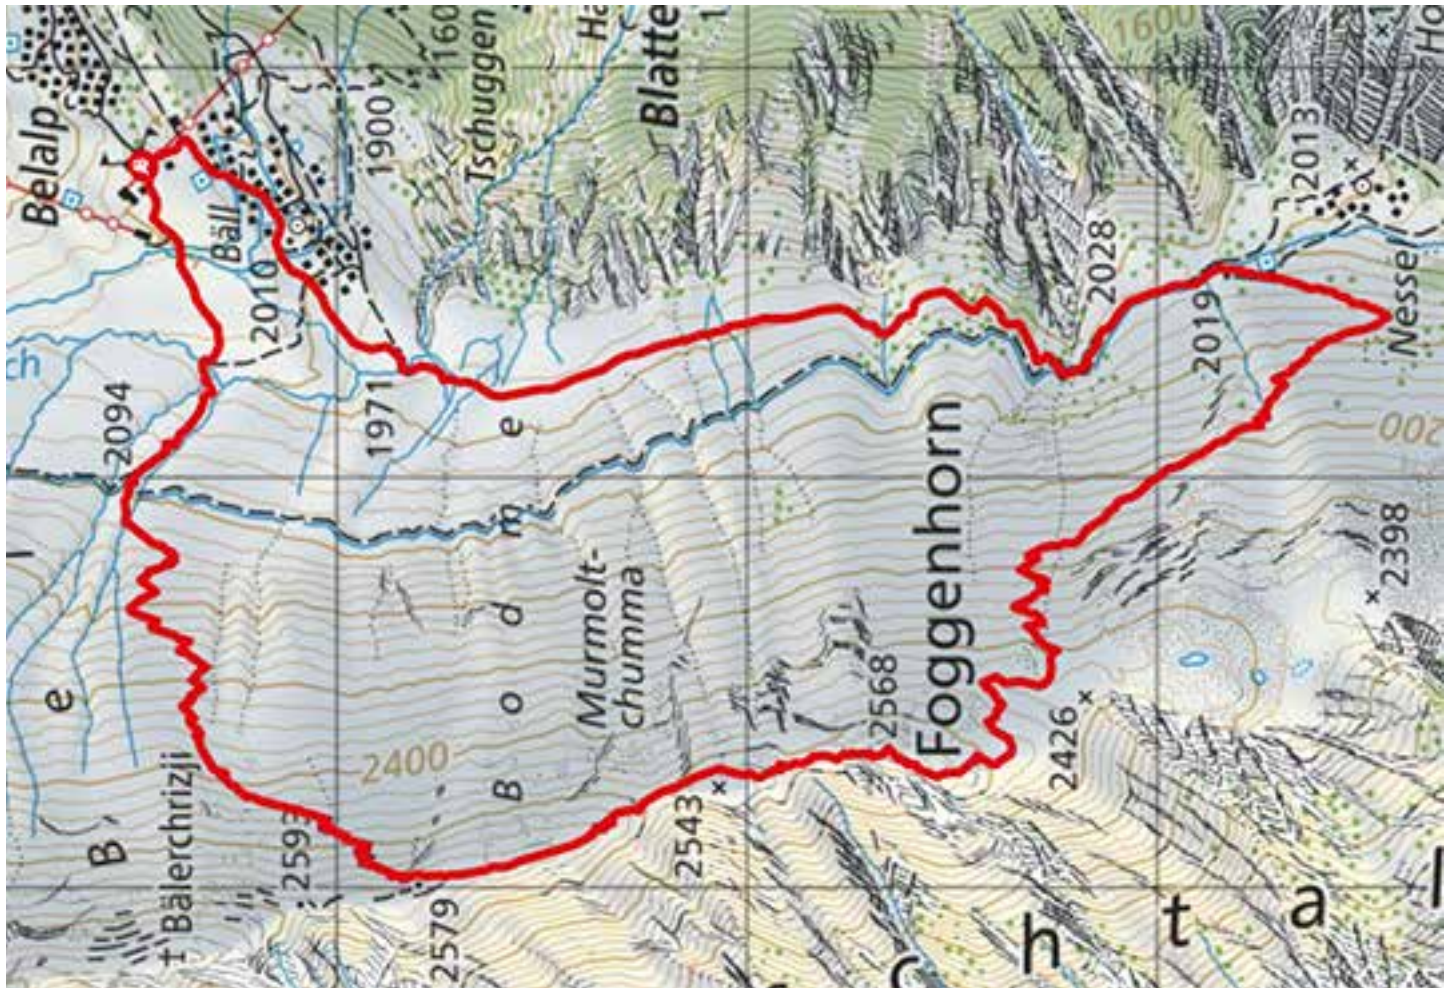 Belalp
Bäll
2010
1900
Tschuggen
Blatte
1600
2013
2028
2019
Nessel
2094
1971
ch
e
Murmolt-
chumma
B o d m e
Foggenhorn
2568
2398
2426
2400
B
e
l
† Bälerchrizji
2593
2579
2543
c
h
t
a
l